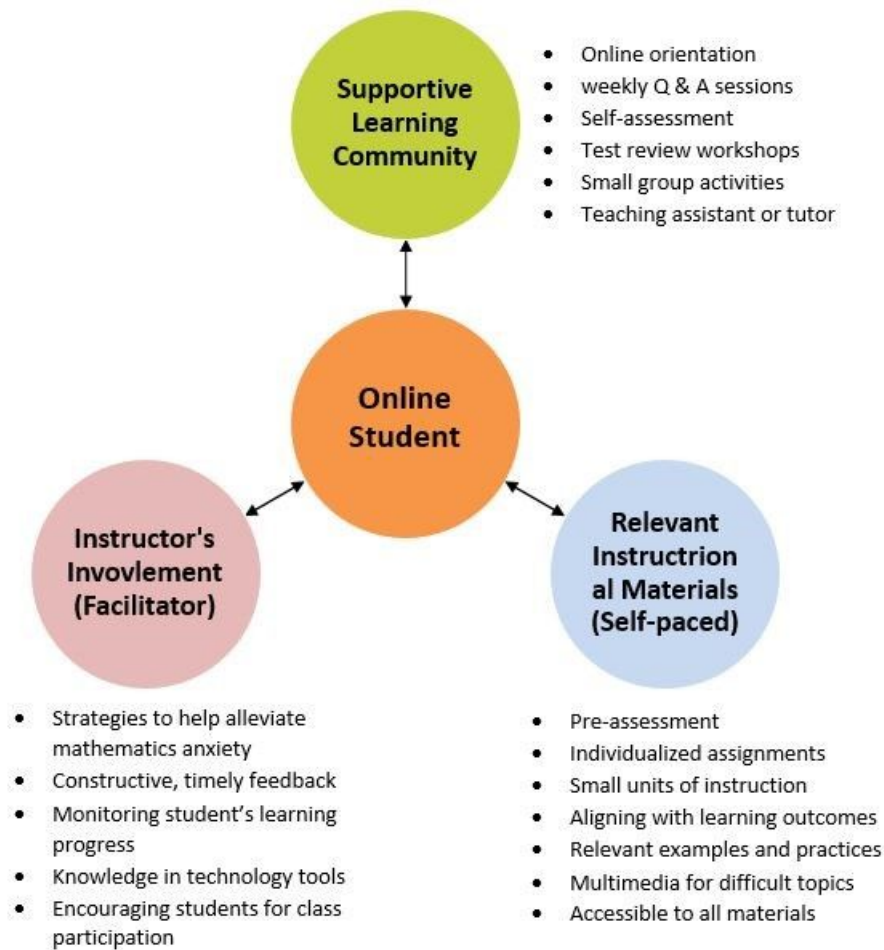 Supportive
Learning
Community
• Online orientation
• weekly Q & A sessions
• Self-assessment
• Test review workshops
• Small group activities
• Teaching assistant or tutor
Online
Student
Instructor's
Invovlement
(Facilitator)
Relevant
Instructrion
al Materials
(Self-paced)
• Strategies to help alleviate
mathematics anxiety
• Constructive, timely feedback
• Monitoring student’s learning
progress
• Knowledge in technology tools
• Encouraging students for class
participation
• Pre-assessment
• Individualized assignments
• Small units of instruction
• Aligning with learning outcomes
• Relevant examples and practices
• Multimedia for difficult topics
• Accessible to all materials